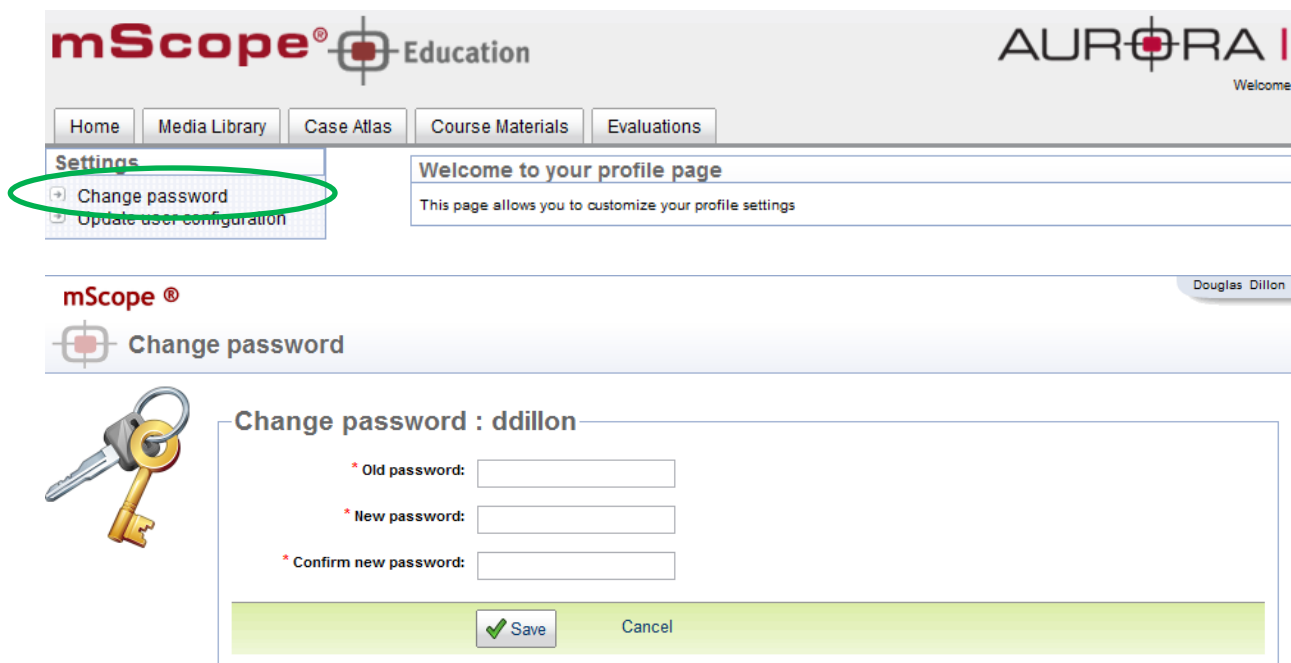 mScope® Education
AURORA I
Welcome
Home Media Library Case Atlas Course Materials Evaluations
Settings
Change password
Update user configuration
Welcome to your profile page
This page allows you to customize your profile settings
mScope ®
Douglas Dillon
Change password
Change password : ddillon
* Old password:
* New password:
* Confirm new password:
Save Cancel